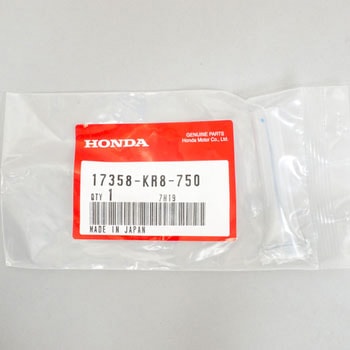 GENUINE PARTS
Honda Motor Co., Ltd.
HONDA
17358-KR8-750
QTY 1 7H19
MADE IN JAPAN